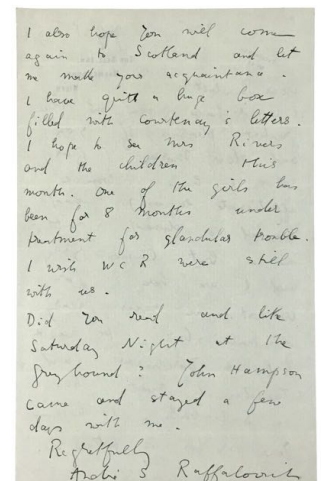 I also hope you will come
again to Scotland and let
me make your acquaintance.
I have quite a huge box
filled with Courtenay's letters.
I hope to see Mrs Rivers
and the children this
month. One of the girls has
been for 8 months under
treatment for glandular trouble.
I wish W C R were still
with us.
Did you read and like
Saturday Night at the
Greyhound? John Hampson
came and stayed a few
days with me.
Regretfully
André S Raffalovich